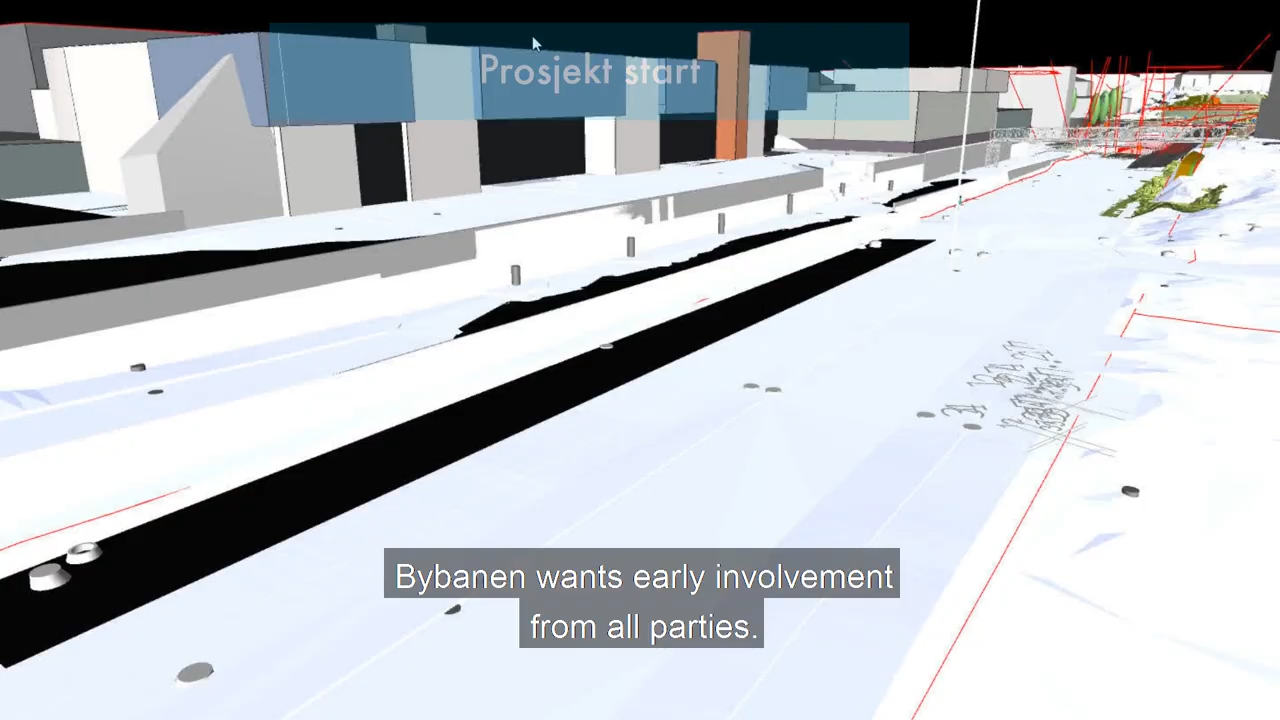 Prosjekt start
Bybanen wants early involvement
from all parties.